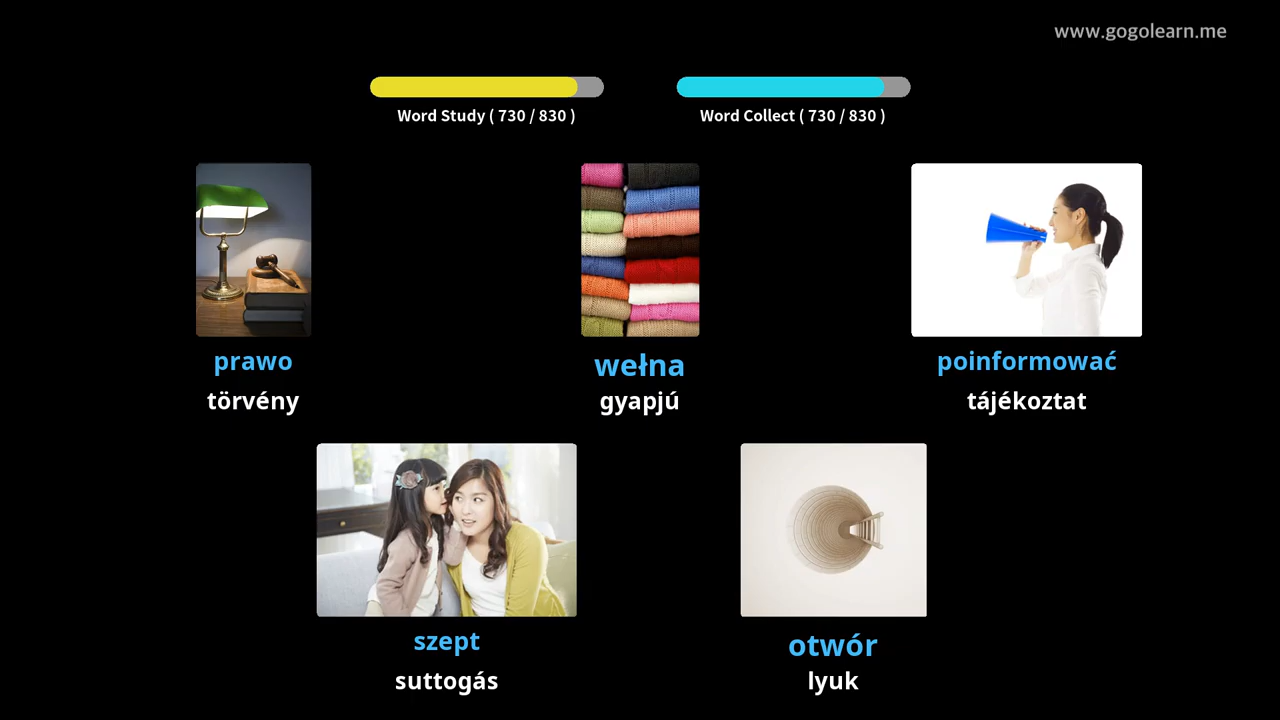 www.gogolearn.me
Word Study ( 730 / 830 )
Word Collect ( 730 / 830 )
prawo
törvény
wełna
gyapjú
poinformować
tájékoztat
szept
suttogás
otwór
lyuk